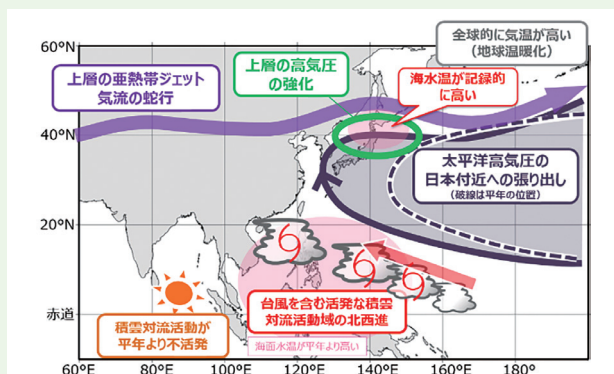 60°N
全球的に気温が高い
(地球温暖化)
上層の高気圧
の強化
上層の亜熱帯ジェット
気流の蛇行
海水温が記録的
に高い
40°N
太平洋高気圧の
日本付近への張り出し
(破線は平年の位置)
20°N
赤道
台風を含む活発な積雲
対流活動域の北西進
積雲対流活動が
平年より不活発
海面水温が平年より高い
60°E
80°E
100°E
120°E
140°E
160°E
180°